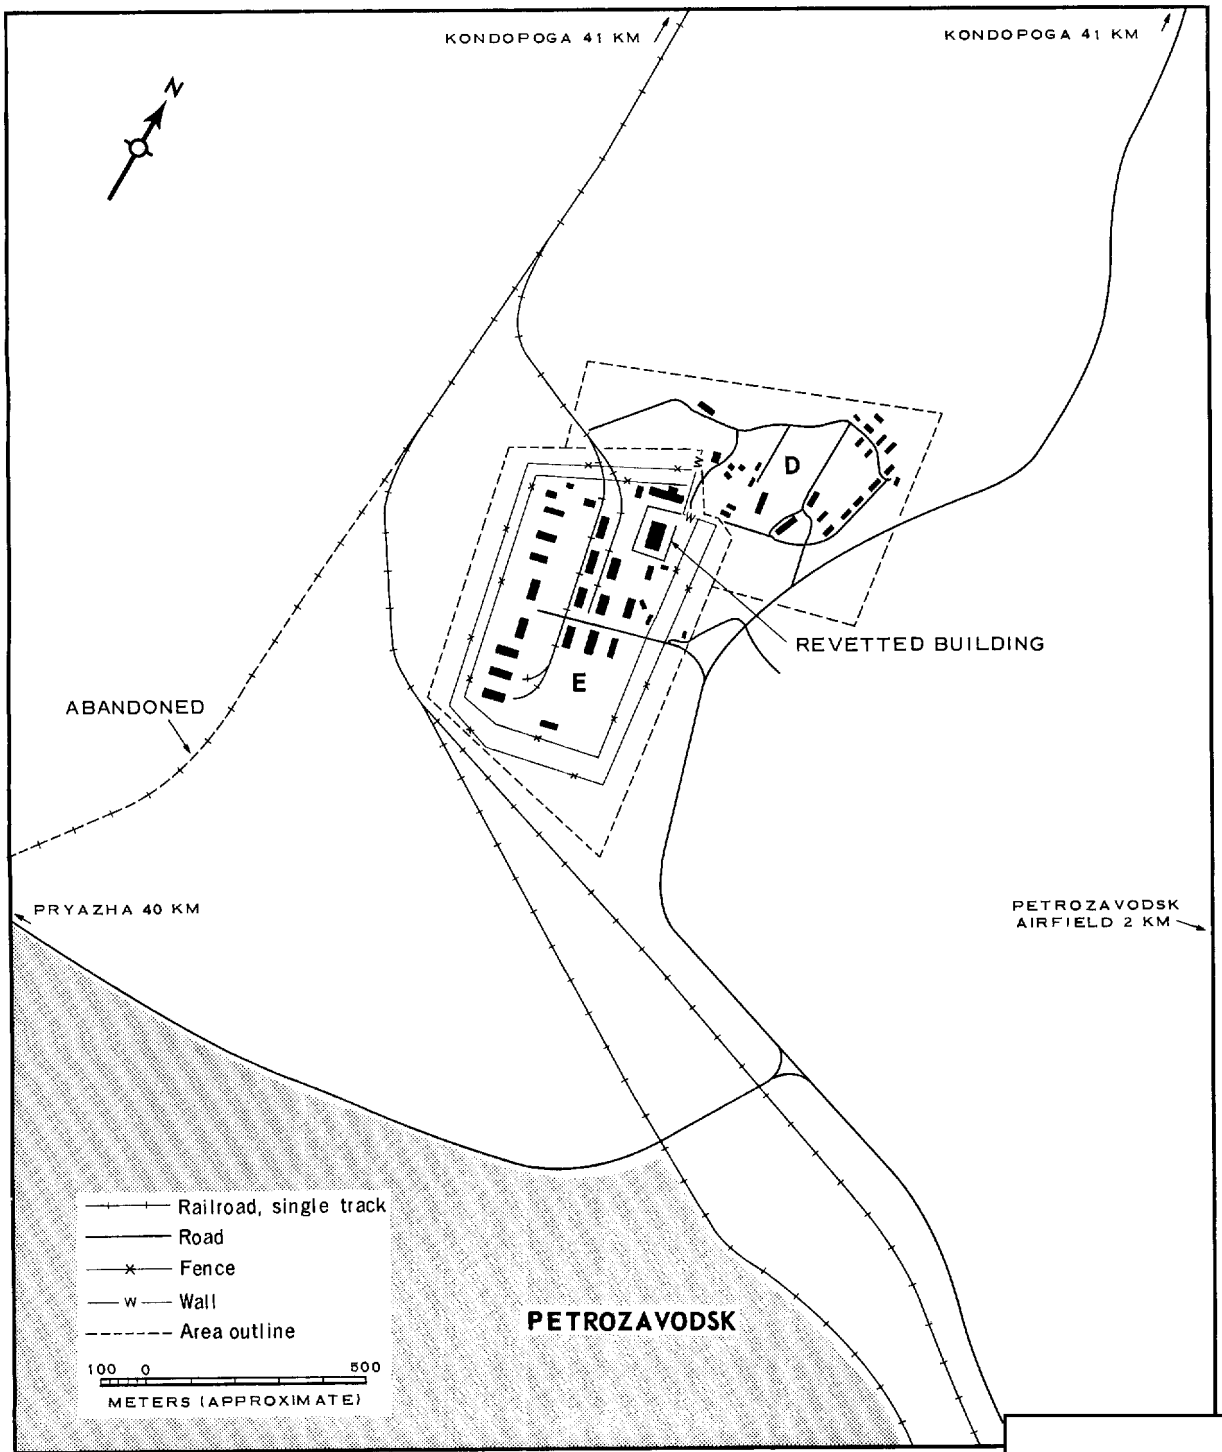 KONDOPOGA 41 KM
KONDOPOGA 41 KM
N
W
D
W
REVETTED BUILDING
E
ABANDONED
PRYAZHA 40 KM
PETROZAVODSK
AIRFIELD 2 KM
Railroad, single track
Road
Fence
W Wall
Area outline
PETROZAVODSK
100 0 500
METERS (APPROXIMATE)